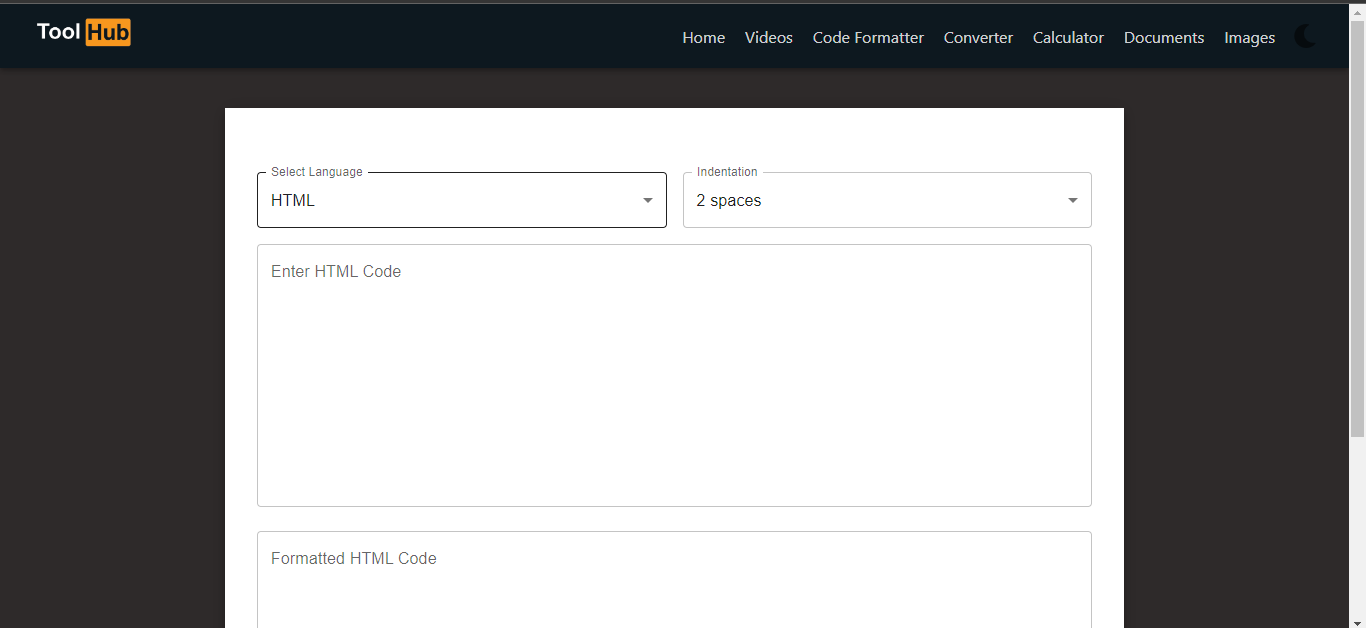 Tool Hub
Home Videos Code Formatter Converter Calculator Documents Images
Select Language Indentation
HTML 2 spaces
Enter HTML Code
Formatted HTML Code